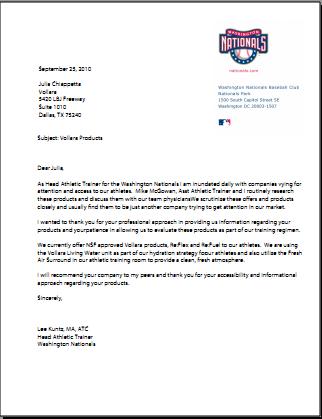 WASHINGTON
NATIONALS
nationals.com
September 25, 2010
Julia Chiappetta
Vollara
5420 LBJ Freeway
Suite 1010
Dallas, TX 75240
Washington Nationals Baseball Club
Nationals Park
1500 South Capitol Street SE
Washington DC 20003-1507
Subject: Vollara Products
Dear Julia,
As Head Athletic Trainer for the Washington Nationals I am inundated daily with companies vying for
attention and access to our athletes. Mike McGowan, Asst Athletic Trainer and I routinely research
these products and discuss them with our team physiciansWe scrutinize these offers and products
closely and usually find them to be just another company trying to get attention in our market.
I wanted to thank you for your professional approach in providing us information regarding your
products and yourpatience in allowing us to evaluate these products as part of our training regimen.
We currently offer NSF approved Vollara products, Re:Flex and Re:Fuel to our athletes. We are using
the Vollara Living Water unit as part of our hydration strategy foourathletes and also utilise the Fresh
Air Surround in our athletic training room to provide a clean, fresh atmosphere.
I will recommend your company to my peers and thank you for your accessibility and informational
approach regarding your products.
Sincerely,
Lee Kuntz, MA, ATC
Head Athletic Trainer
Washington Nationals